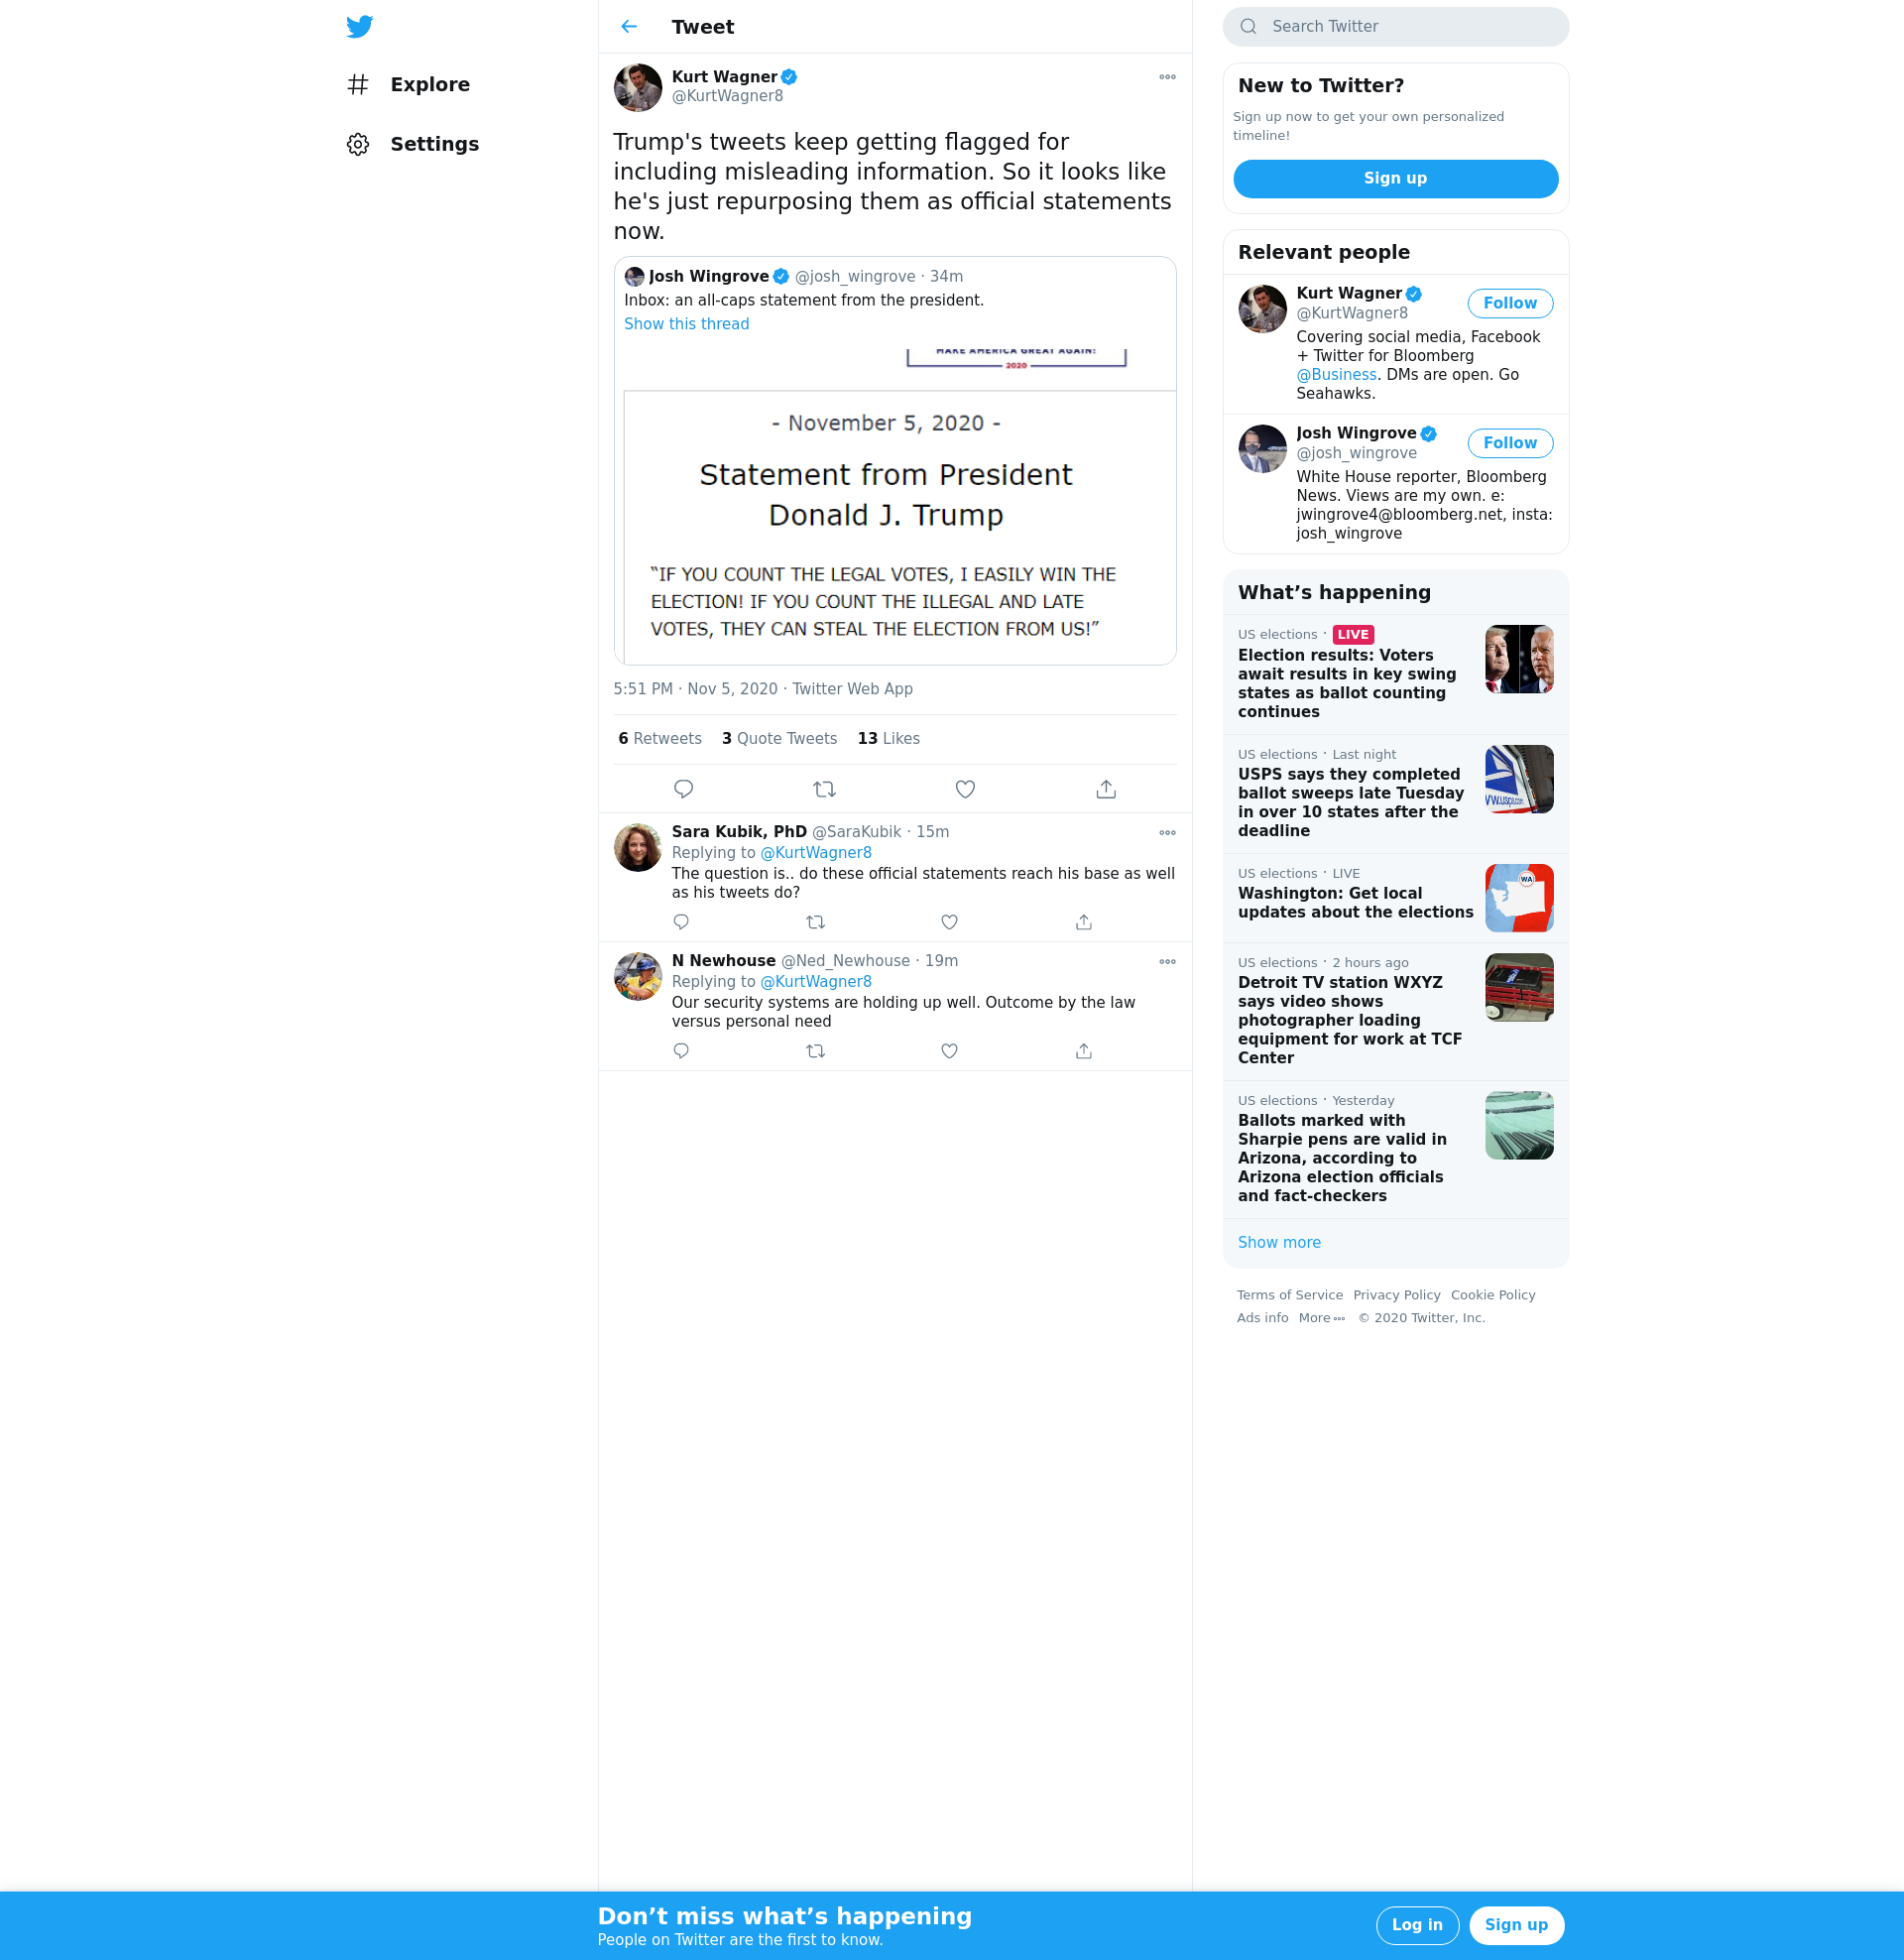 Explore
Settings
Tweet
Kurt Wagner
@KurtWagner8
Trump's tweets keep getting flagged for
including misleading information. So it looks like
he's just repurposing them as official statements
now.
Josh Wingrove @josh_wingrove · 34m
Inbox: an all-caps statement from the president.
Show this thread
MAKE AMERICA GREAT AGAIN!
2020
- November 5, 2020 -
Statement from President
Donald J. Trump
"IF YOU COUNT THE LEGAL VOTES, I EASILY WIN THE
ELECTION! IF YOU COUNT THE ILLEGAL AND LATE
VOTES, THEY CAN STEAL THE ELECTION FROM US!"
5:51 PM · Nov 5, 2020 · Twitter Web App
6 Retweets 3 Quote Tweets 13 Likes
Sara Kubik, PhD @SaraKubik · 15m
Replying to @KurtWagner8
The question is.. do these official statements reach his base as well
as his tweets do?
N Newhouse @Ned_Newhouse · 19m
Replying to @KurtWagner8
Our security systems are holding up well. Outcome by the law
versus personal need
Search Twitter
New to Twitter?
Sign up now to get your own personalized
timeline!
Sign up
Relevant people
Kurt Wagner
@KurtWagner8
Follow
Covering social media, Facebook
+ Twitter for Bloomberg
@Business. DMs are open. Go
Seahawks.
Josh Wingrove
@josh_wingrove
Follow
White House reporter, Bloomberg
News. Views are my own. e:
jwingrove4@bloomberg.net, insta:
josh_wingrove
What's happening
US elections · LIVE
Election results: Voters
await results in key swing
states as ballot counting
continues
US elections · Last night
USPS says they completed
ballot sweeps late Tuesday
in over 10 states after the
deadline
US elections · LIVE
Washington: Get local
updates about the elections
WA
US elections · 2 hours ago
Detroit TV station WXYZ
says video shows
photographer loading
equipment for work at TCF
Center
US elections · Yesterday
Ballots marked with
Sharpie pens are valid in
Arizona, according to
Arizona election officials
and fact-checkers
Show more
Terms of Service Privacy Policy Cookie Policy
Ads info More © 2020 Twitter, Inc.
Don't miss what's happening
People on Twitter are the first to know.
Log in
Sign up